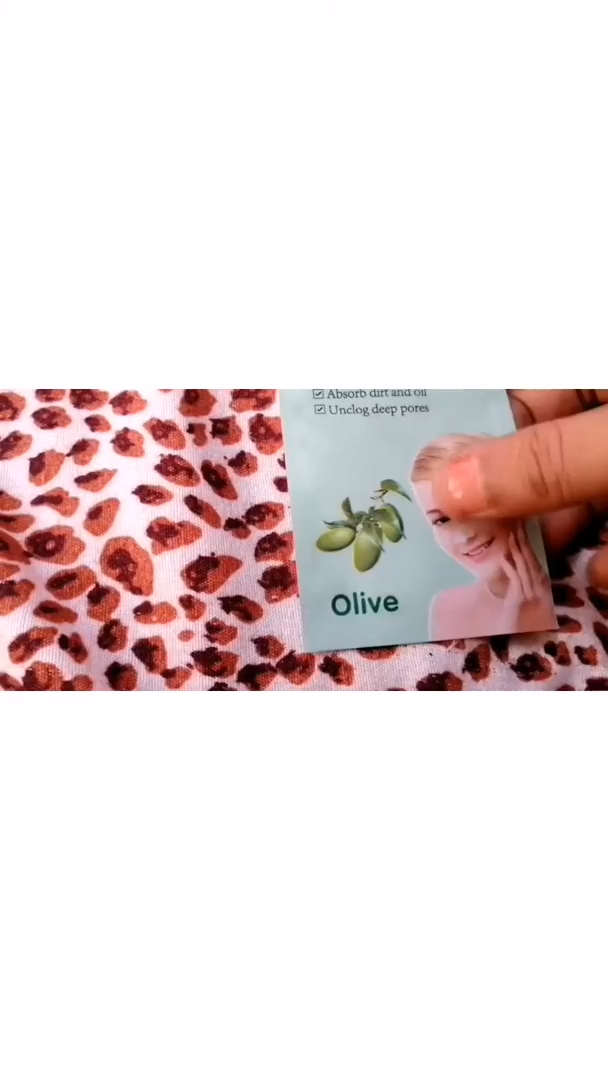 ☑ Absorb dirt and oil
☑ Unclog deep pores
Olive